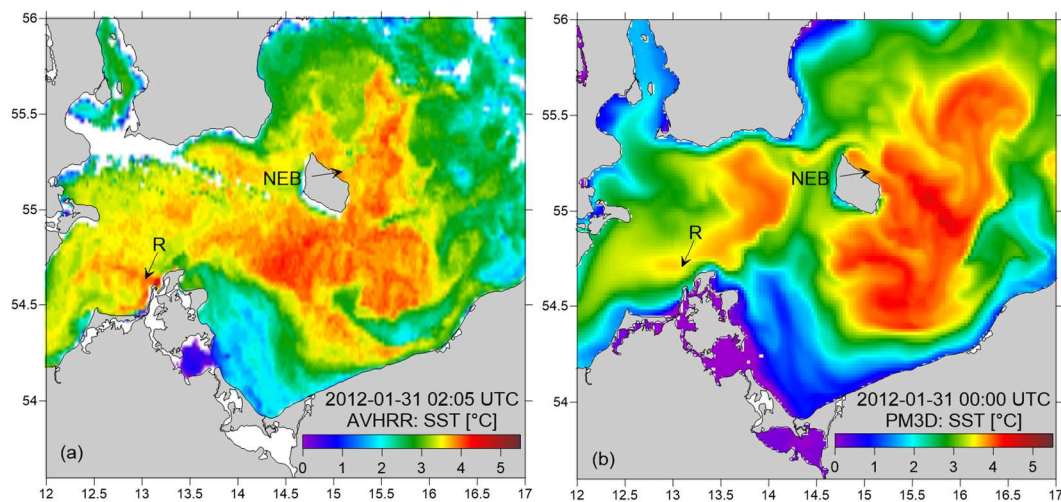 56
55.5
55
54.5
54
12 12.5 13 13.5 14 14.5 15 15.5 16 16.5 17
R
NEB
2012-01-31 02:05 UTC
AVHRR: SST [°C]
0 1 2 3 4 5
(a)
56
55.5
55
54.5
54
12 12.5 13 13.5 14 14.5 15 15.5 16 16.5 17
R
NEB
2012-01-31 00:00 UTC
PM3D: SST [°C]
0 1 2 3 4 5
(b)